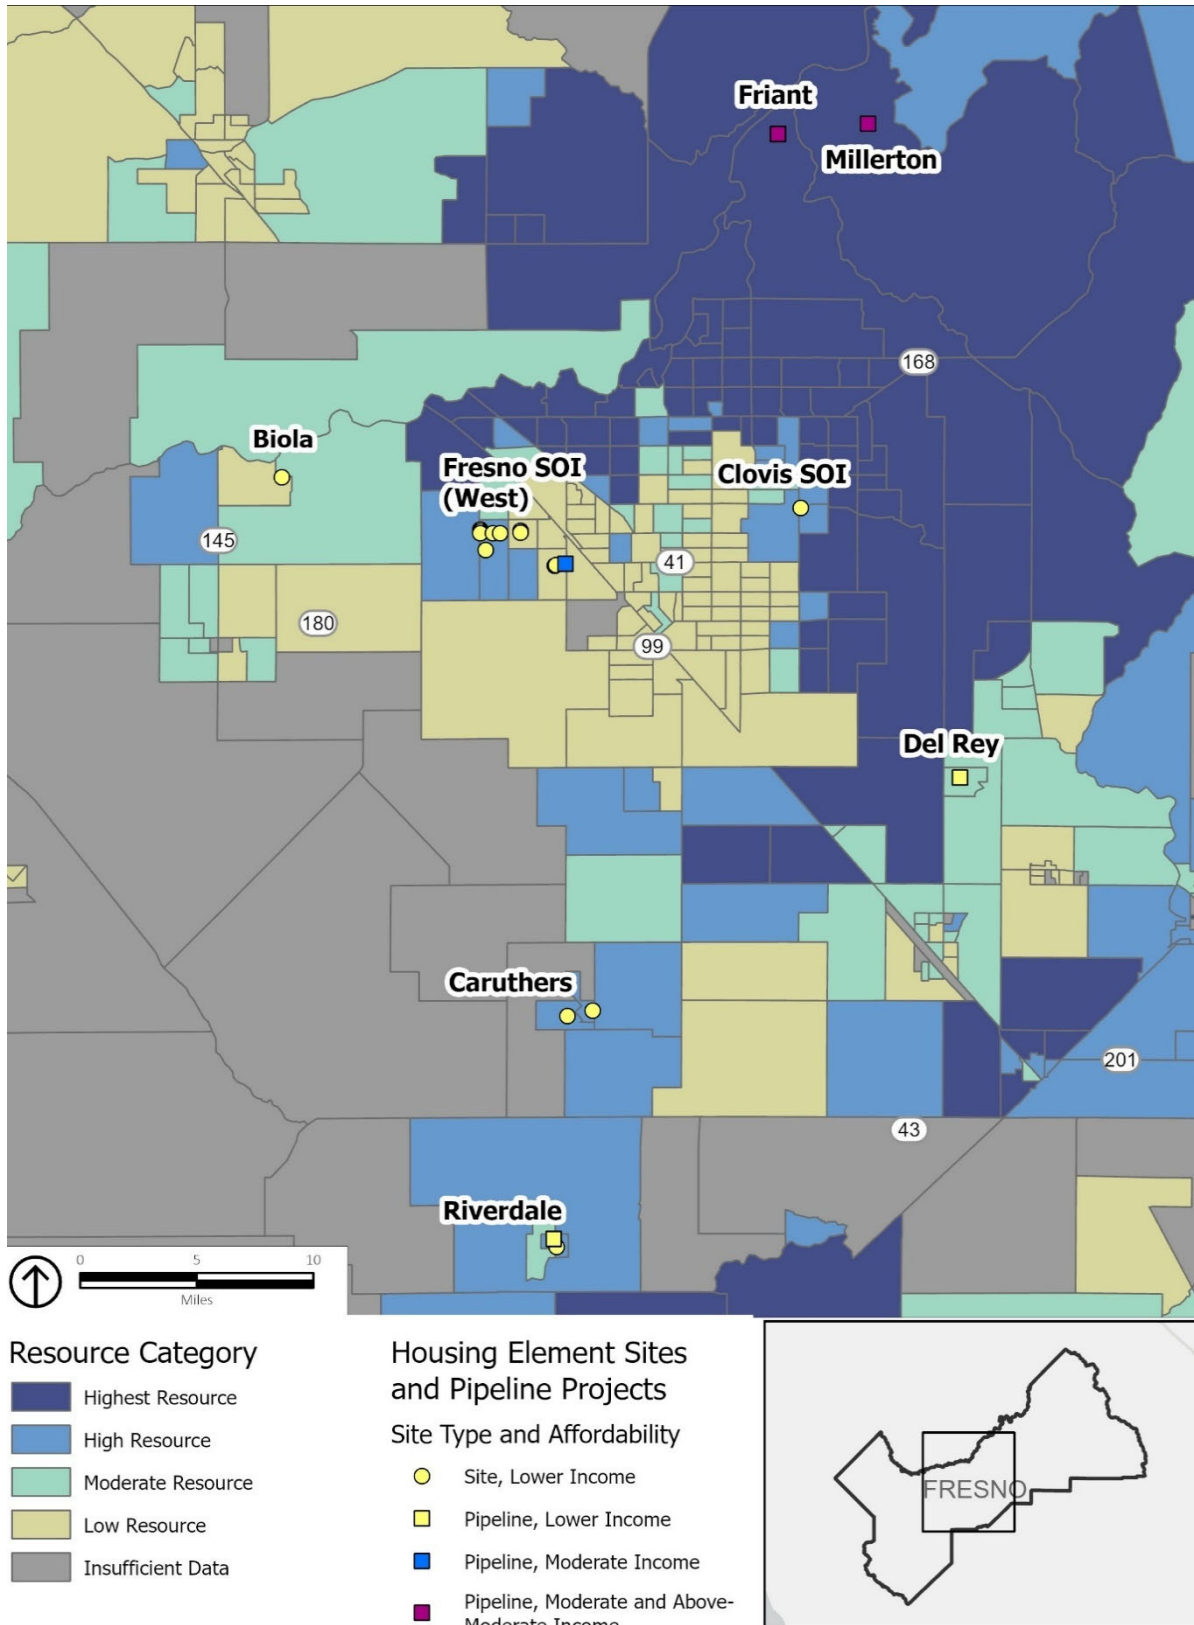 Friant
Millerton
168
Biola
Fresno SOI
(West)
Clovis SOI
145
41
180
99
Del Rey
Caruthers
201
43
Riverdale
0 5 10
Miles
Resource Category
Highest Resource
High Resource
Moderate Resource
Low Resource
Insufficient Data
Housing Element Sites
and Pipeline Projects
Site Type and Affordability
Site, Lower Income
Pipeline, Lower Income
Pipeline, Moderate Income
Pipeline, Moderate and Above-
Moderate Income
FRESNO